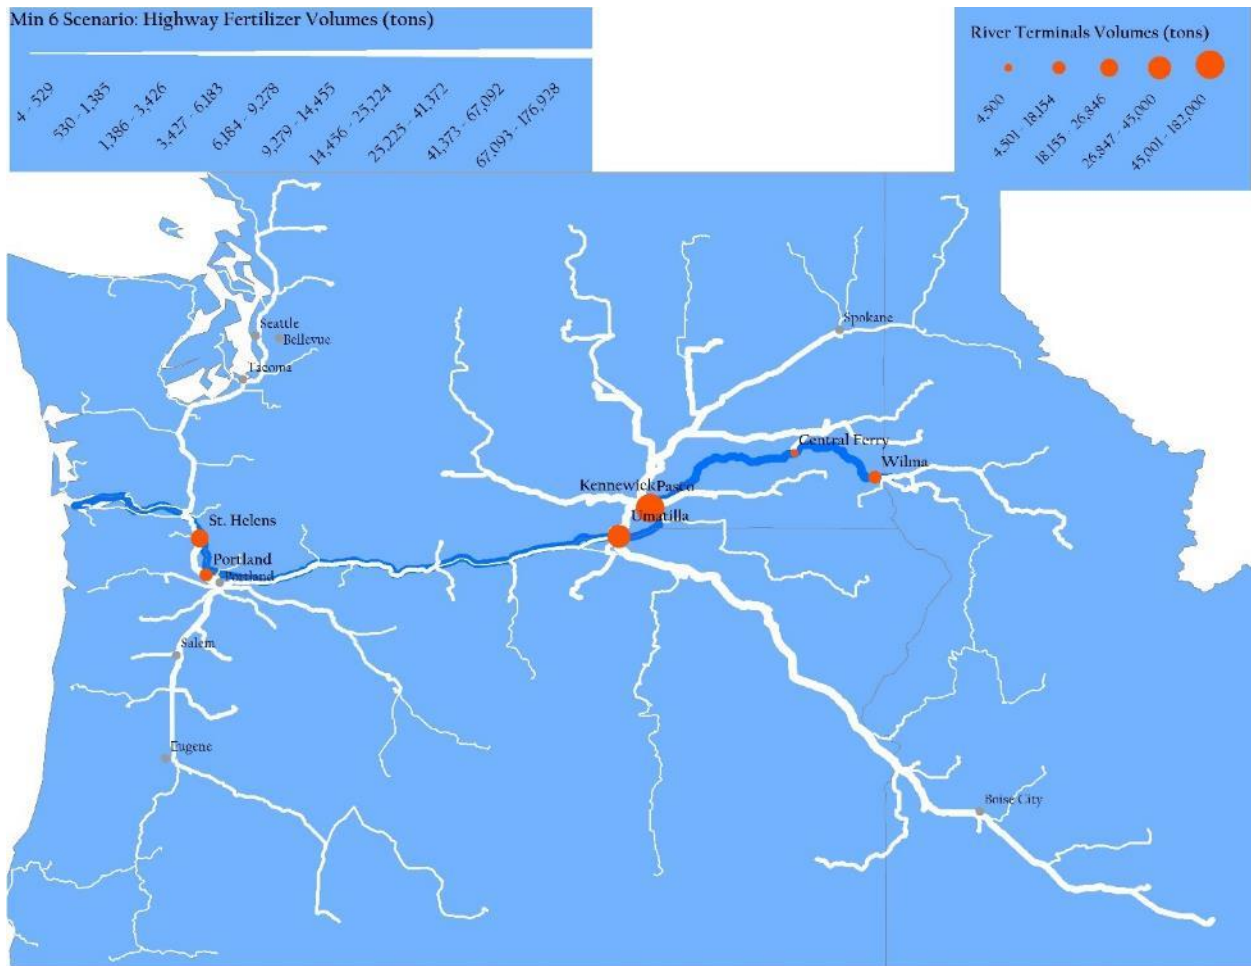 Min 6 Scenario: Highway Fertilizer Volumes (tons)
4 - 529
530 - 1,385
1,386 - 3,426
3,427 - 6,183
6,184 - 9,278
9,279 - 14,455
14,456 - 25,224
25,225 - 41,372
41,373 - 67,092
67,093 - 176,928
River Terminals Volumes (tons)
4,500
4,501 - 18,154
18,155 - 26,846
26,847 - 45,000
45,001 - 182,000
Seattle
Bellevue
Tacoma
Spokane
Central Ferry
Wilma
Kennewick
Pasco
Umatilla
St. Helens
Portland
Portland
Salem
Eugene
Boise City